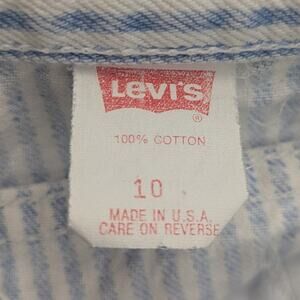 Levi's
®
100% COTTON
10
MADE IN U.S.A.
CARE ON REVERSE